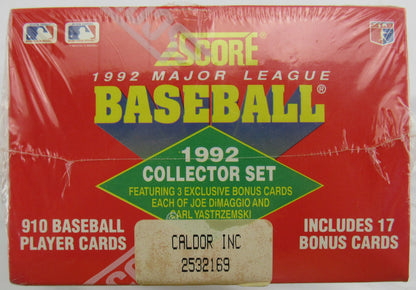 SCORE
1992 MAJOR LEAGUE
BASEBALL®
1992
COLLECTOR SET
FEATURING 3 EXCLUSIVE BONUS CARDS
EACH OF JOE DiMAGGIO AND
CARL YASTRZEMSKI
910 BASEBALL
PLAYER CARDS
INCLUDES 17
BONUS CARDS
CALDOR INC
2532169